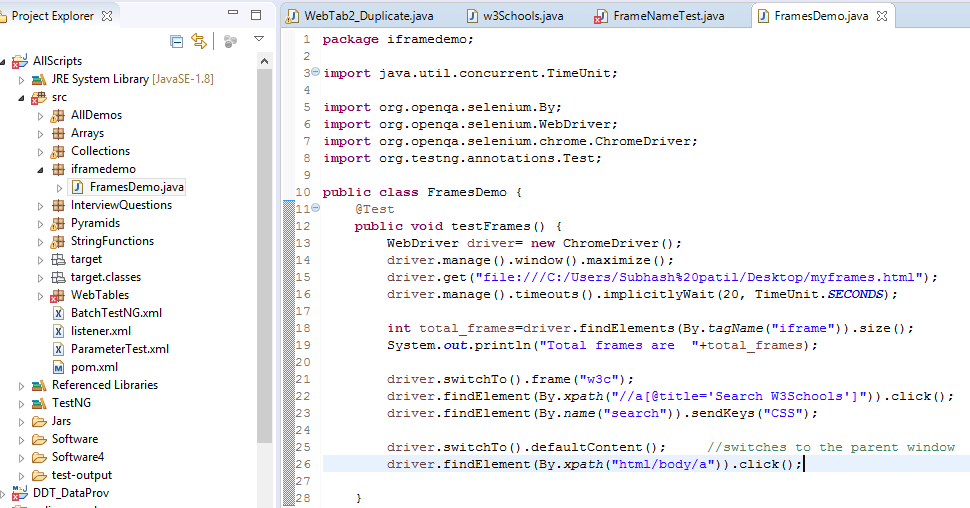 Project Explorer
WebTab2_Duplicate.java
w3Schools.java
FrameNameTest.java
FramesDemo.java
AllScripts
JRE System Library [JavaSE-1.8]
src
AllDemos
Arrays
Collections
iframedemo
FramesDemo.java
InterviewQuestions
Pyramids
StringFunctions
target
target.classes
WebTables
BatchTestNG.xml
listener.xml
ParameterTest.xml
pom.xml
Referenced Libraries
TestNG
Jars
Software
Software4
test-output
DDT_DataProv
1 package iframedemo;
2
3 import java.util.concurrent.TimeUnit;
4
5 import org.openqa.selenium.By;
6 import org.openqa.selenium.WebDriver;
7 import org.openqa.selenium.chrome.ChromeDriver;
8 import org.testng.annotations.Test;
9
10 public class FramesDemo {
11 @Test
12 public void testFrames() {
13 WebDriver driver= new ChromeDriver();
14 driver.manage().window().maximize();
15 driver.get("file:///C:/Users/Subhash%20patil/Desktop/myframes.html");
16 driver.manage().timeouts().implicitlyWait(20, TimeUnit.SECONDS);
17
18 int total_frames=driver.findElements(By.tagName("iframe")).size();
19 System.out.println("Total frames are  "+total_frames);
20
21 driver.switchTo().frame("w3c");
22 driver.findElement(By.xpath("//a[@title='Search W3Schools']")).click();
23 driver.findElement(By.name("search")).sendKeys("CSS");
24
25 driver.switchTo().defaultContent(); //switches to the parent window
26 driver.findElement(By.xpath("html/body/a")).click();
27
28 }